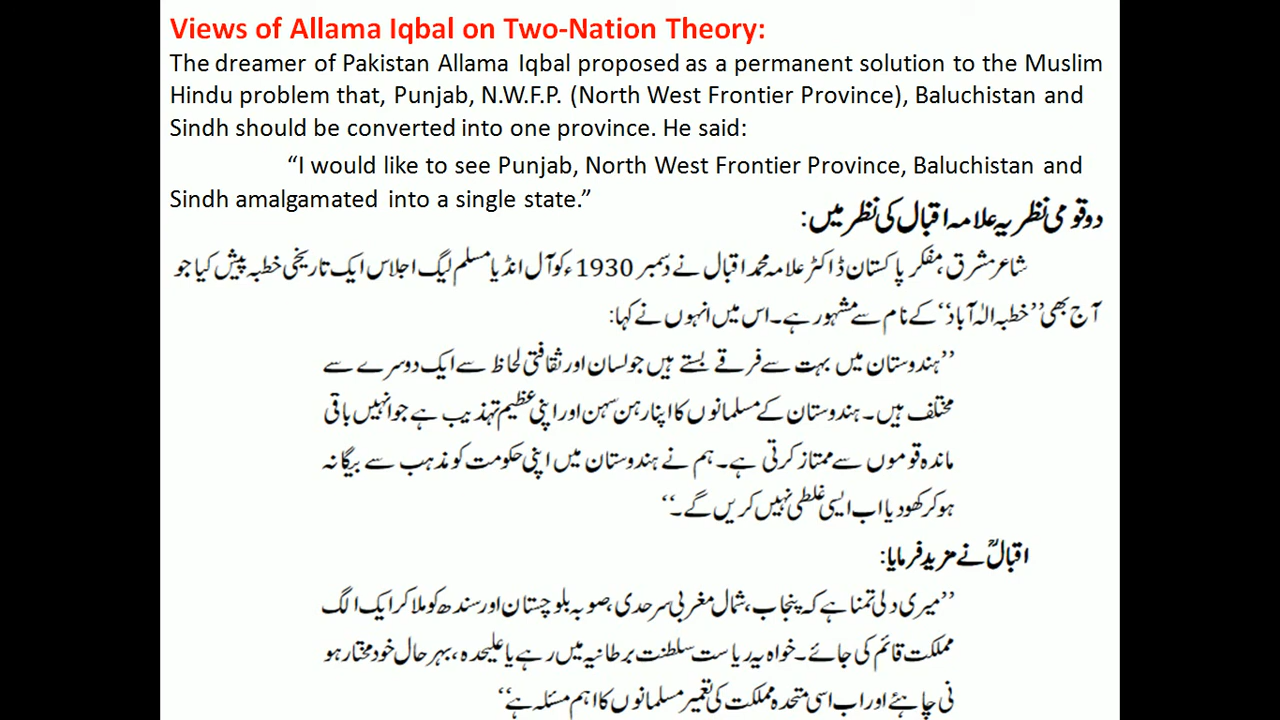 Views of Allama Iqbal on Two-Nation Theory:
The dreamer of Pakistan Allama Iqbal proposed as a permanent solution to the Muslim
Hindu problem that, Punjab, N.W.F.P. (North West Frontier Province), Baluchistan and
Sindh should be converted into one province. He said:
“I would like to see Punjab, North West Frontier Province, Baluchistan and
Sindh amalgamated into a single state.”
دو قومی نظریہ علامہ اقبال کی نظر میں:
شاعر مشرق، مفکر پاکستان ڈاکٹر علامہ محمد اقبال نے دسمبر 1930ء کو آل انڈیا مسلم لیگ اجلاس ایک تاریخی خطبہ پیش کیا جو
آج بھی ’’خطبہ الٰہ آباد‘‘ کے نام سے مشہور ہے۔ اس میں انہوں نے کہا:
’’ہندوستان میں بہت سے فرقے بستے ہیں جو لسان اور ثقافتی لحاظ سے ایک دوسرے سے
مختلف ہیں۔ ہندوستان کے مسلمانوں کا اپنا رہن سہن اور اپنی عظیم تہذیب ہے جو انہیں باقی
ماندہ قوموں سے ممتاز کرتی ہے۔ ہم نے ہندوستان میں اپنی حکومت کو مذہب سے بیگانہ
ہو کر کھو دیا اب ایسی غلطی نہیں کریں گے۔‘‘
اقبالؒ نے مزید فرمایا:
’’میری دلی تمنا ہے کہ پنجاب، شمال مغربی سرحدی، صوبہ بلوچستان اور سندھ کو ملا کر ایک الگ
مملکت قائم کی جائے۔ خواہ یہ ریاست سلطنت برطانیہ میں رہے یا علیحدہ، بہر حال خود مختار ہو
نی چاہئے اور اب اسی متحدہ مملکت کی تعمیر مسلمانوں کا اہم مسئلہ ہے‘‘